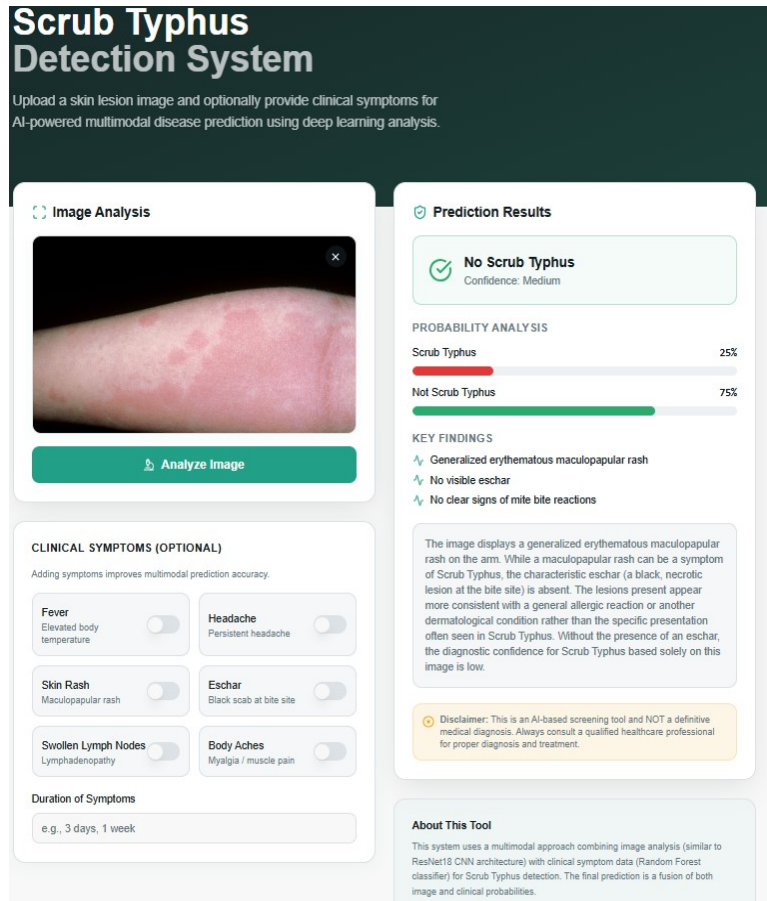 Scrub Typhus
Detection System
Upload a skin lesion image and optionally provide clinical symptoms for
AI-powered multimodal disease prediction using deep learning analysis.
Image Analysis
Analyze Image
CLINICAL SYMPTOMS (OPTIONAL)
Adding symptoms improves multimodal prediction accuracy.
Fever
Elevated body
temperature
Headache
Persistent headache
Skin Rash
Maculopapular rash
Eschar
Black scab at bite site
Swollen Lymph Nodes
Lymphadenopathy
Body Aches
Myalgia / muscle pain
Duration of Symptoms
e.g., 3 days, 1 week
Prediction Results
No Scrub Typhus
Confidence: Medium
PROBABILITY ANALYSIS
Scrub Typhus 25%
Not Scrub Typhus 75%
KEY FINDINGS
Generalized erythematous maculopapular rash
No visible eschar
No clear signs of mite bite reactions
The image displays a generalized erythematous maculopapular
rash on the arm. While a maculopapular rash can be a symptom
of Scrub Typhus, the characteristic eschar (a black, necrotic
lesion at the bite site) is absent. The lesions present appear
more consistent with a general allergic reaction or another
dermatological condition rather than the specific presentation
often seen in Scrub Typhus. Without the presence of an eschar,
the diagnostic confidence for Scrub Typhus based solely on this
image is low.
Disclaimer: This is an AI-based screening tool and NOT a definitive
medical diagnosis. Always consult a qualified healthcare professional
for proper diagnosis and treatment.
About This Tool
This system uses a multimodal approach combining image analysis (similar to
ResNet18 CNN architecture) with clinical symptom data (Random Forest
classifier) for Scrub Typhus detection. The final prediction is a fusion of both
image and clinical probabilities.